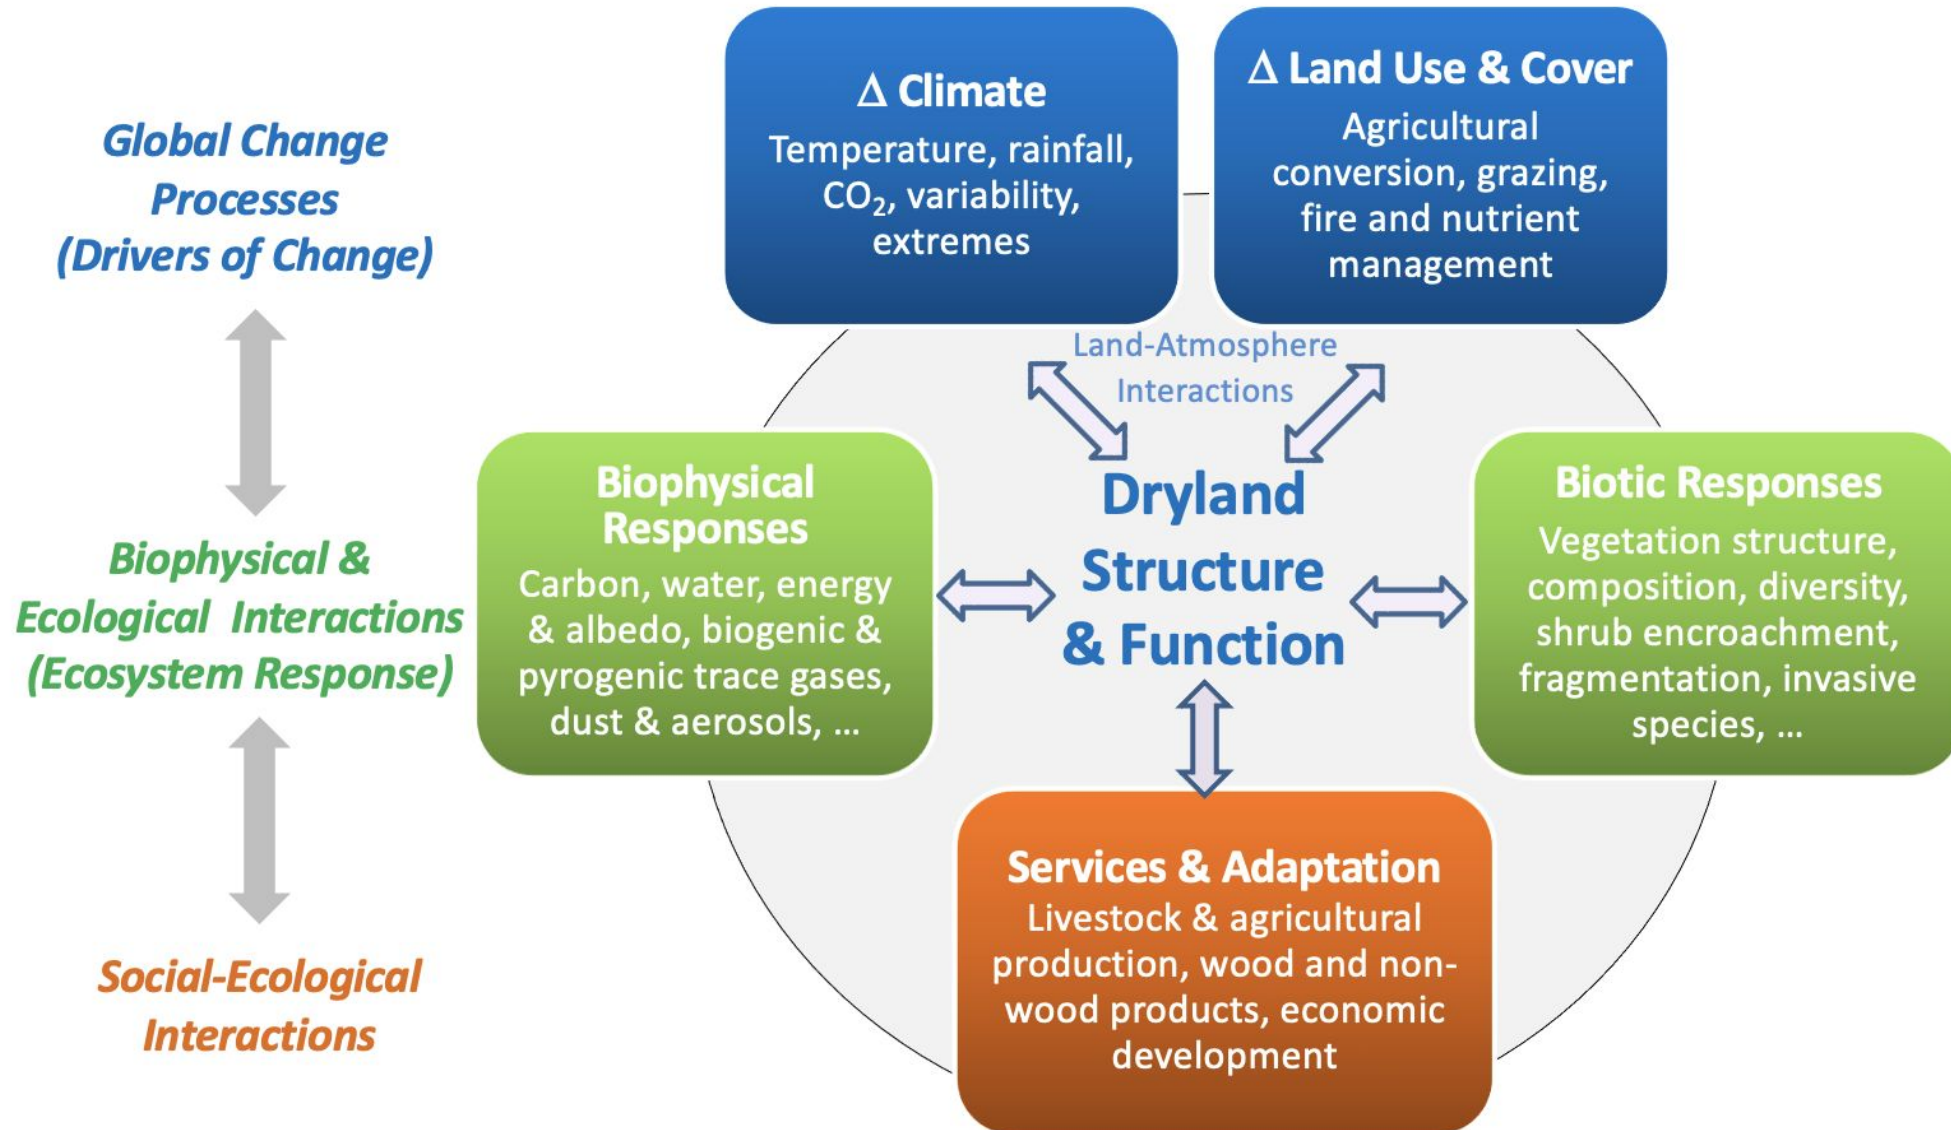 Global Change
Processes
(Drivers of Change)
Biophysical &
Ecological Interactions
(Ecosystem Response)
Social-Ecological
Interactions
Δ Climate
Temperature, rainfall,
CO₂, variability,
extremes
Δ Land Use & Cover
Agricultural
conversion, grazing,
fire and nutrient
management
Land-Atmosphere
Interactions
Biophysical
Responses
Carbon, water, energy
& albedo, biogenic &
pyrogenic trace gases,
dust & aerosols, ...
Dryland
Structure
& Function
Biotic Responses
Vegetation structure,
composition, diversity,
shrub encroachment,
fragmentation, invasive
species, ...
Services & Adaptation
Livestock & agricultural
production, wood and non-
wood products, economic
development